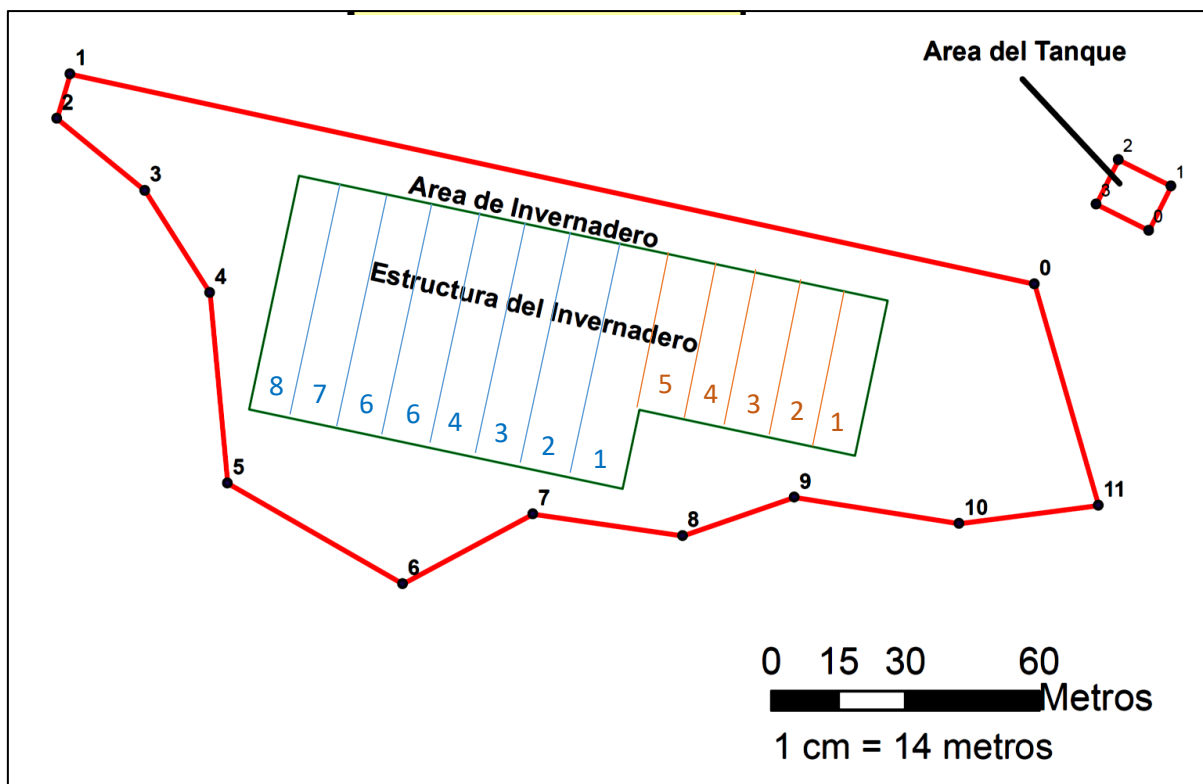 1
2
3
4
5
6
7
8
9
10
11
0
Area del Tanque
2
1
3
0
Area de Invernadero
Estructura del Invernadero
8 7 6 6 4 3 2 1
5 4 3 2 1
0 15 30 60
Metros
1 cm = 14 metros